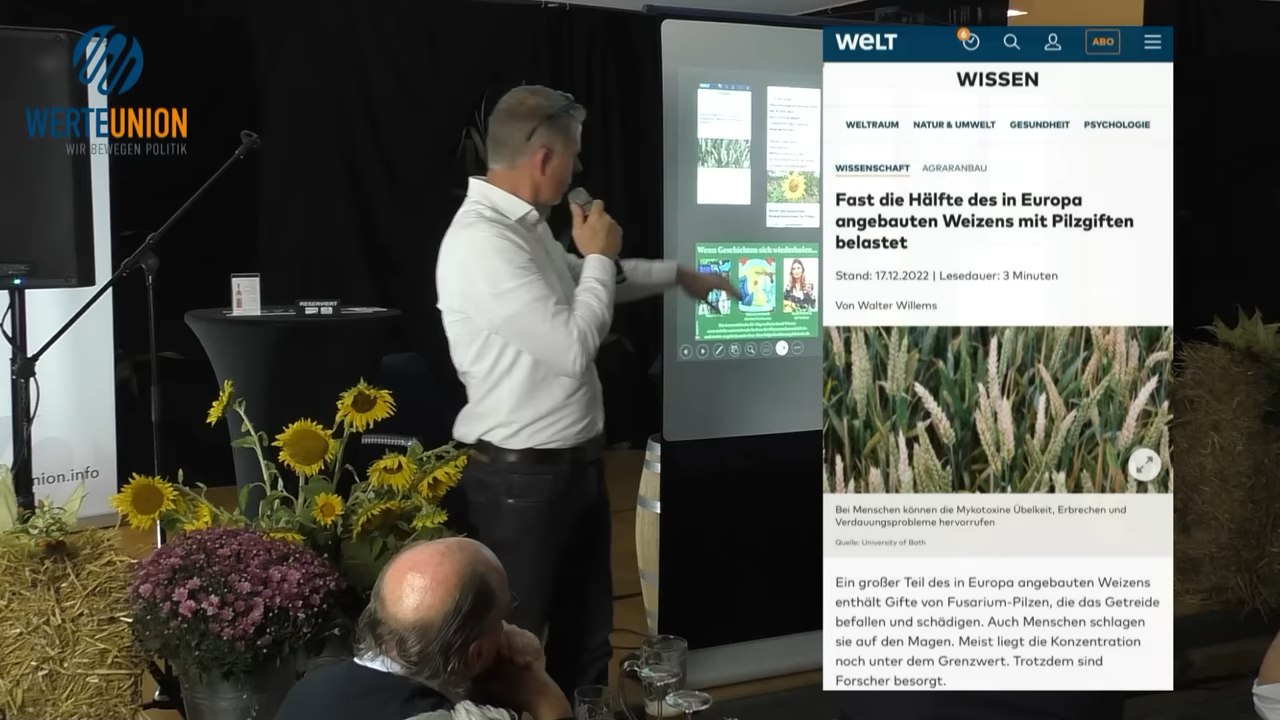 WERTEUNION
WIR BEWEGEN POLITIK
RESERVIERT
nion.info
Wenn Geschichten sich wiederholen...
WELT
6
ABO
WISSEN
WELTRAUM NATUR & UMWELT GESUNDHEIT PSYCHOLOGIE
WISSENSCHAFT AGRARANBAU
Fast die Hälfte des in Europa
angebauten Weizens mit Pilzgiften
belastet
Stand: 17.12.2022 | Lesedauer: 3 Minuten
Von Walter Willems
Bei Menschen können die Mykotoxine Übelkeit, Erbrechen und
Verdauungsprobleme hervorrufen
Quelle: University of Bath
Ein großer Teil des in Europa angebauten Weizens
enthält Gifte von Fusarium-Pilzen, die das Getreide
befallen und schädigen. Auch Menschen schlagen
sie auf den Magen. Meist liegt die Konzentration
noch unter dem Grenzwert. Trotzdem sind
Forscher besorgt.